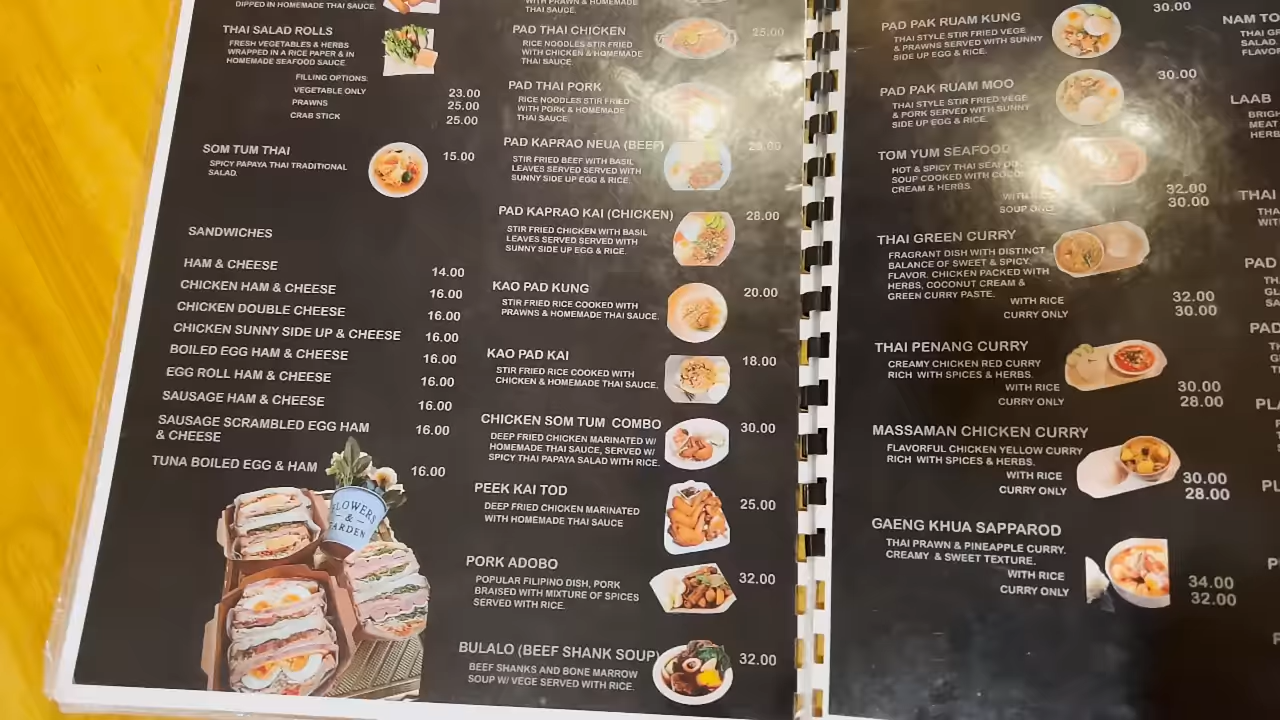 DIPPED IN HOMEMADE THAI SAUCE.
THAI SALAD ROLLS
FRESH VEGETABLES & HERBS
WRAPPED IN A RICE PAPER & IN
HOMEMADE SEAFOOD SAUCE.
FILLING OPTIONS:
VEGETABLE ONLY 23.00
PRAWNS 25.00
CRAB STICK 25.00
SOM TUM THAI 15.00
SPICY PAPAYA THAI TRADITIONAL
SALAD.
SANDWICHES
HAM & CHEESE 14.00
CHICKEN HAM & CHEESE 16.00
CHICKEN DOUBLE CHEESE 16.00
CHICKEN SUNNY SIDE UP & CHEESE 16.00
BOILED EGG HAM & CHEESE 16.00
EGG ROLL HAM & CHEESE 16.00
SAUSAGE HAM & CHEESE 16.00
SAUSAGE SCRAMBLED EGG HAM 16.00
& CHEESE
TUNA BOILED EGG & HAM 16.00
FLOWERS
- & -
GARDEN
WITH PRAWN & HOMEMADE
THAI SAUCE.
PAD THAI CHICKEN 25.00
RICE NOODLES STIR FRIED
WITH CHICKEN & HOMEMADE
THAI SAUCE
PAD THAI PORK
RICE NOODLES STIR FRIED
WITH PORK & HOMEMADE
THAI SAUCE.
PAD KAPRAO NEUA (BEEF)
STIR FRIED BEEF WITH BASIL
LEAVES SERVED SERVED WITH
SUNNY SIDE UP EGG & RICE.
PAD KAPRAO KAI (CHICKEN) 28.00
STIR FRIED CHICKEN WITH BASIL
LEAVES SERVED SERVED WITH
SUNNY SIDE UP EGG & RICE.
KAO PAD KUNG 20.00
STIR FRIED RICE COOKED WITH
PRAWNS & HOMEMADE THAI SAUCE.
KAO PAD KAI 18.00
STIR FRIED RICE COOKED WITH
CHICKEN & HOMEMADE THAI SAUCE.
CHICKEN SOM TUM COMBO 30.00
DEEP FRIED CHICKEN MARINATED W/
HOMEMADE THAI SAUCE, SERVED W/
SPICY THAI PAPAYA SALAD WITH RICE.
PEEK KAI TOD 25.00
DEEP FRIED CHICKEN MARINATED
WITH HOMEMADE THAI SAUCE
PORK ADOBO 32.00
POPULAR FILIPINO DISH, PORK
BRAISED WITH MIXTURE OF SPICES
SERVED WITH RICE.
BULALO (BEEF SHANK SOUP) 32.00
BEEF SHANKS AND BONE MARROW
SOUP W/ VEGE SERVED WITH RICE.
PAD PAK RUAM KUNG 30.00
THAI STYLE STIR FRIED VEGE
& PRAWNS SERVED WITH SUNNY
SIDE UP EGG & RICE.
PAD PAK RUAM MOO 30.00
THAI STYLE STIR FRIED VEGE
& PORK SERVED WITH SUNNY
SIDE UP EGG & RICE.
TOM YUM SEAFOOD
HOT & SPICY THAI SEAFOOD
SOUP COOKED WITH
CREAM & HERBS.
WITH 32.00
SOUP ONLY 30.00
THAI GREEN CURRY
FRAGRANT DISH WITH DISTINCT
BALANCE OF SWEET & SPICY
FLAVOR. CHICKEN PACKED WITH
HERBS, COCONUT CREAM &
GREEN CURRY PASTE.
WITH RICE 32.00
CURRY ONLY 30.00
THAI PENANG CURRY
CREAMY CHICKEN RED CURRY
RICH WITH SPICES & HERBS.
WITH RICE 30.00
CURRY ONLY 28.00
MASSAMAN CHICKEN CURRY
FLAVORFUL CHICKEN YELLOW CURRY
RICH WITH SPICES & HERBS.
WITH RICE 30.00
CURRY ONLY 28.00
GAENG KHUA SAPPAROD
THAI PRAWN & PINEAPPLE CURRY.
CREAMY & SWEET TEXTURE.
WITH RICE 34.00
CURRY ONLY 32.00
NAM
SALAD
LAAB
MEAT
THAI
PAD
PAD